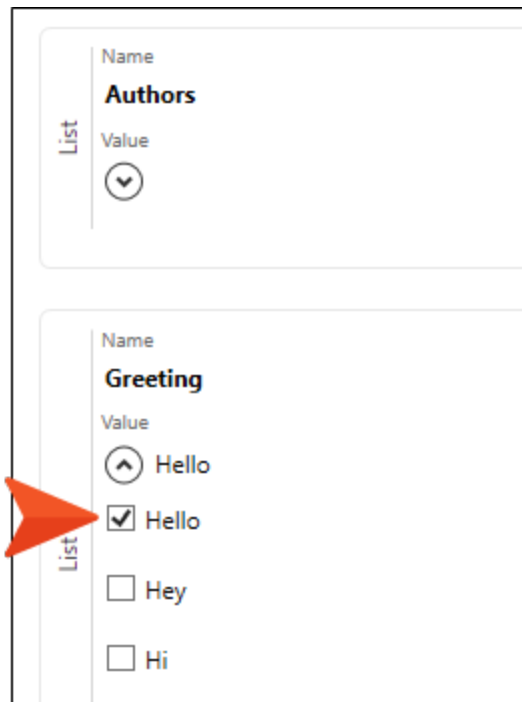 Name
Authors
List
Value
Name
Greeting
Value
Hello
Hello
List
Hey
Hi